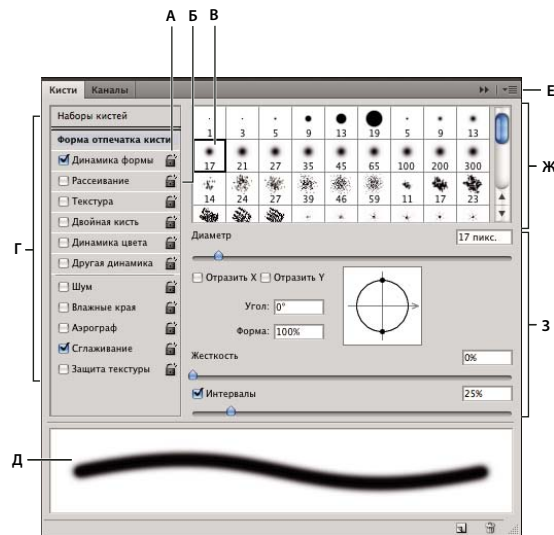 А Б В
Кисти Каналы
Е
Наборы кистей
Форма отпечатка кисти
Динамика формы
Рассеивание
Текстура
Двойная кисть
Динамика цвета
Другая динамика
Шум
Влажные края
Аэрограф
Сглаживание
Защита текстуры
Г
1 3 5 9 13 19 5 9 13
17 21 27 35 45 65 100 200 300
14 24 27 39 46 59 11 17 23
Ж
Диаметр 17 пикс.
Отразить X Отразить Y
Угол: 0°
Форма: 100%
Жесткость 0%
Интервалы 25%
З
Д